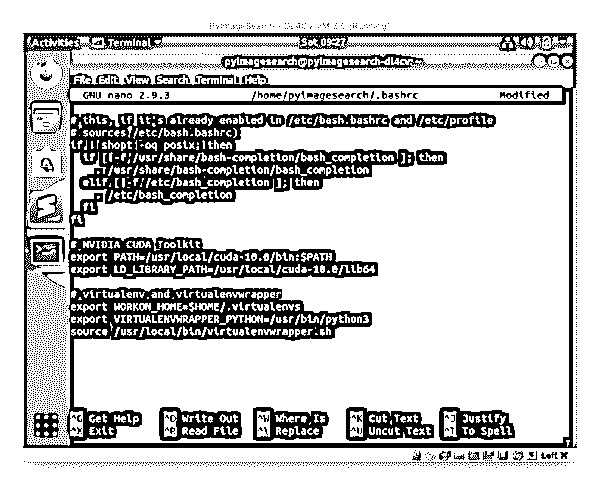 Activities Terminal Sat 09:27
pyimagesearch@pyimagesearch-dl4cv: ~
File Edit View Search Terminal Help
GNU nano 2.9.3 /home/pyimagesearch/.bashrc Modified
# this, if it's already enabled in /etc/bash.bashrc and /etc/profile
# sources /etc/bash.bashrc).
if ! shopt -oq posix; then
if [ -f /usr/share/bash-completion/bash_completion ]; then
. /usr/share/bash-completion/bash_completion
elif [ -f /etc/bash_completion ]; then
. /etc/bash_completion
fi
fi
# NVIDIA CUDA Toolkit
export PATH=/usr/local/cuda-10.0/bin:$PATH
export LD_LIBRARY_PATH=/usr/local/cuda-10.0/lib64
# virtualenv and virtualenvwrapper
export WORKON_HOME=$HOME/.virtualenvs
export VIRTUALENVWRAPPER_PYTHON=/usr/bin/python3
source /usr/local/bin/virtualenvwrapper.sh
^G Get Help ^O Write Out ^W Where Is ^K Cut Text ^J Justify
^X Exit ^R Read File ^\ Replace ^U Uncut Text ^T To Spell
Left ⌘